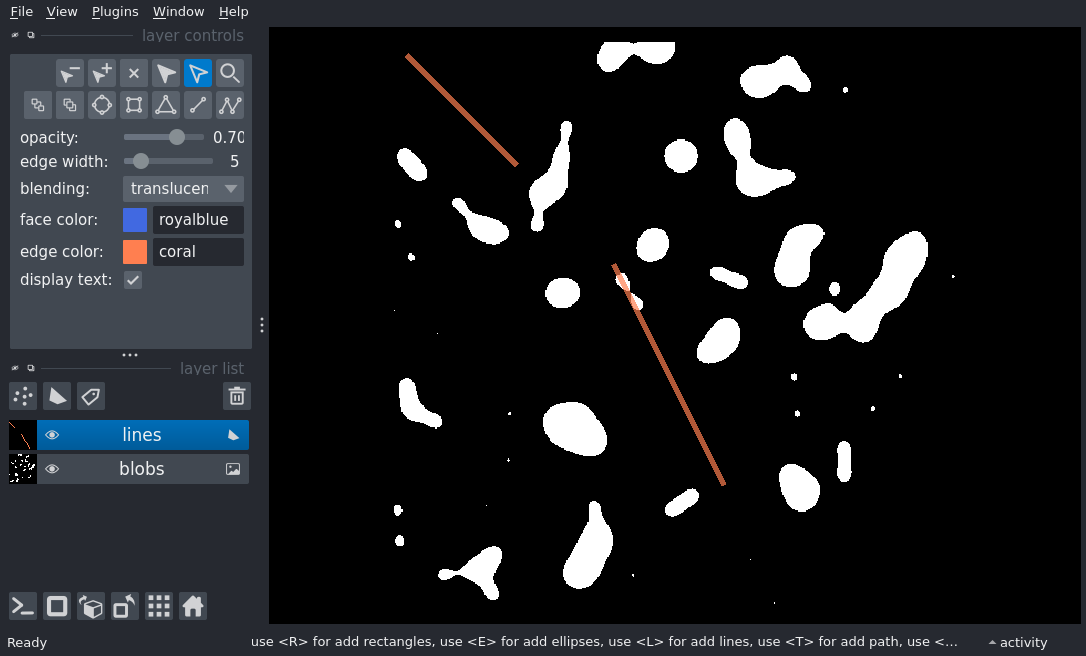 File View Plugins Window Help
layer controls
opacity: 0.70
edge width: 5
blending: translucen
face color: royalblue
edge color: coral
display text:
layer list
lines
blobs
Ready use <R> for add rectangles, use <E> for add ellipses, use <L> for add lines, use <T> for add path, use <... activity